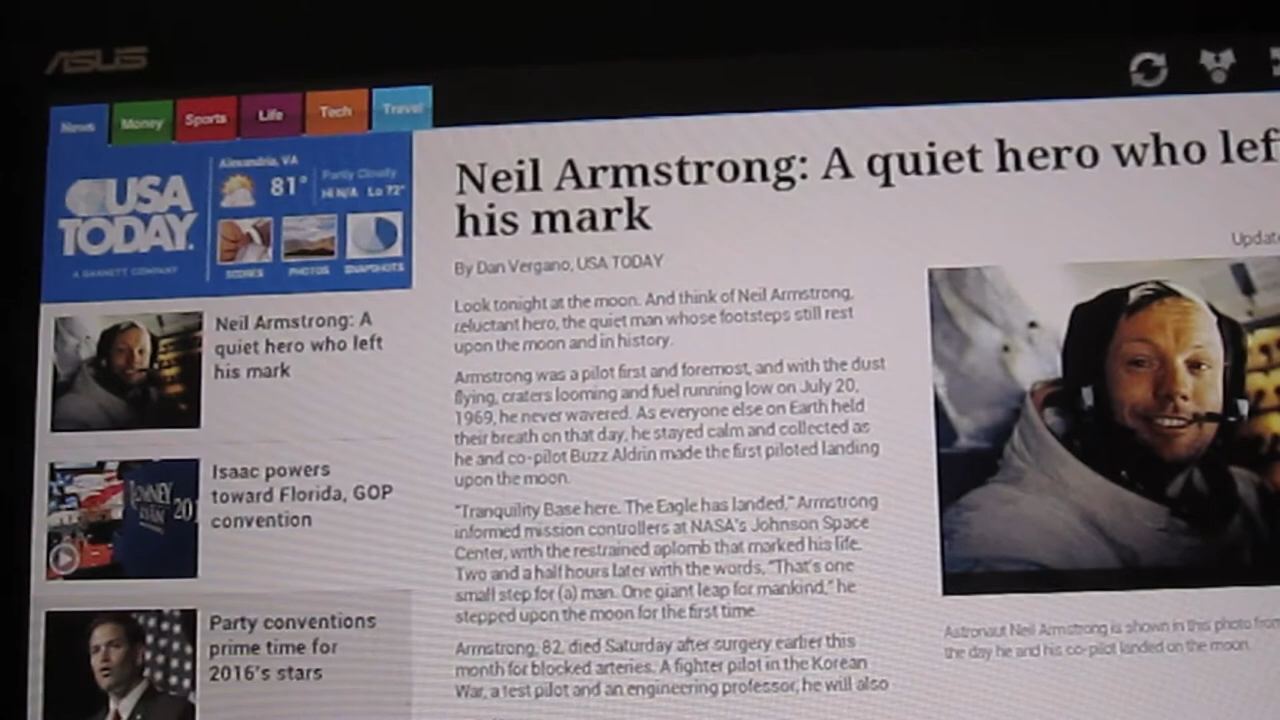 ASUS
News
Money
Sports
Life
Tech
Travel
USA
TODAY.
A GANNETT COMPANY
Alexandria, VA
81°
Partly Cloudy
Hi N/A Lo 72°
SCORES
PHOTOS
SNAPSHOTS
Neil Armstrong: A
quiet hero who left
his mark
Isaac powers
toward Florida, GOP
convention
Party conventions
prime time for
2016's stars
Neil Armstrong: A quiet hero who lef
his mark
By Dan Vergano, USA TODAY
Updat
Look tonight at the moon. And think of Neil Armstrong,
reluctant hero, the quiet man whose footsteps still rest
upon the moon and in history.
Armstrong was a pilot first and foremost, and with the dust
flying, craters looming and fuel running low on July 20,
1969, he never wavered. As everyone else on Earth held
their breath on that day, he stayed calm and collected as
he and co-pilot Buzz Aldrin made the first piloted landing
upon the moon.
"Tranquility Base here. The Eagle has landed," Armstrong
informed mission controllers at NASA's Johnson Space
Center, with the restrained aplomb that marked his life.
Two and a half hours later with the words, "That's one
small step for (a) man. One giant leap for mankind," he
stepped upon the moon for the first time.
Armstrong, 82, died Saturday after surgery earlier this
month for blocked arteries. A fighter pilot in the Korean
War, a test pilot and an engineering professor, he will also
Astronaut Neil Armstrong is shown in this photo from
the day he and his co-pilot landed on the moon.